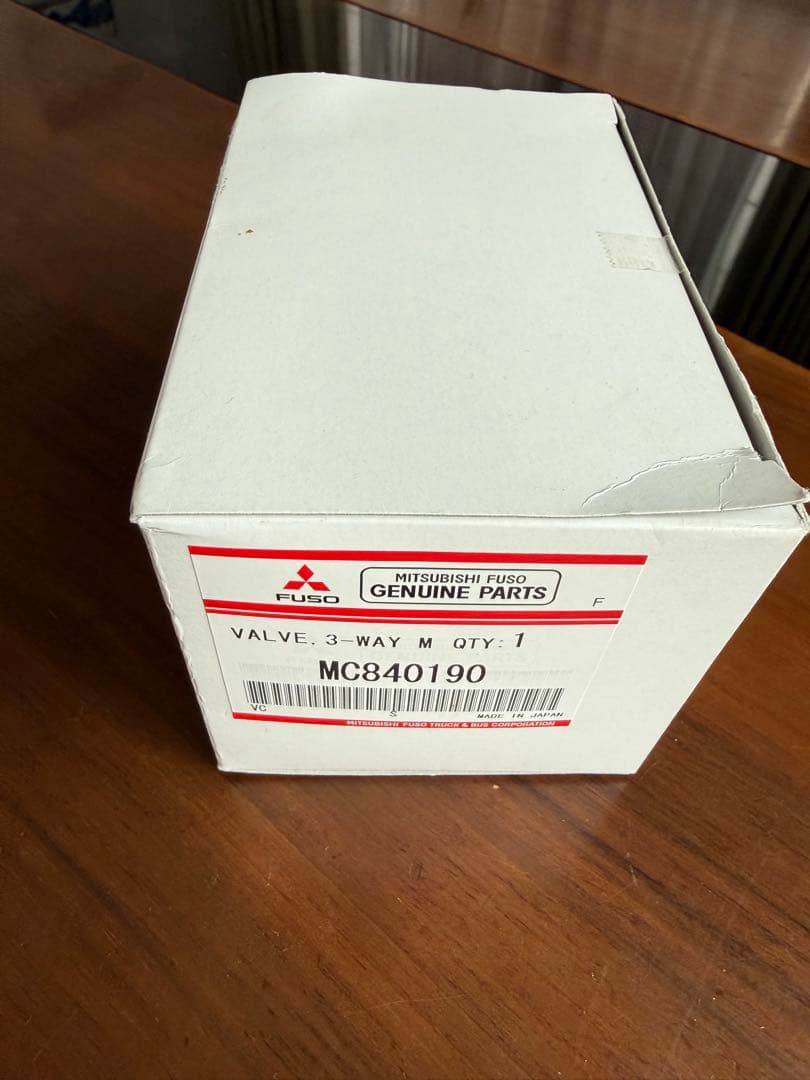 FUSO
MITSUBISHI FUSO
GENUINE PARTS
F
VALVE, 3-WAY M QTY: 1
MC840190
VC 5 MADE IN JAPAN
MITSUBISHI FUSO TRUCK & BUS CORPORATION